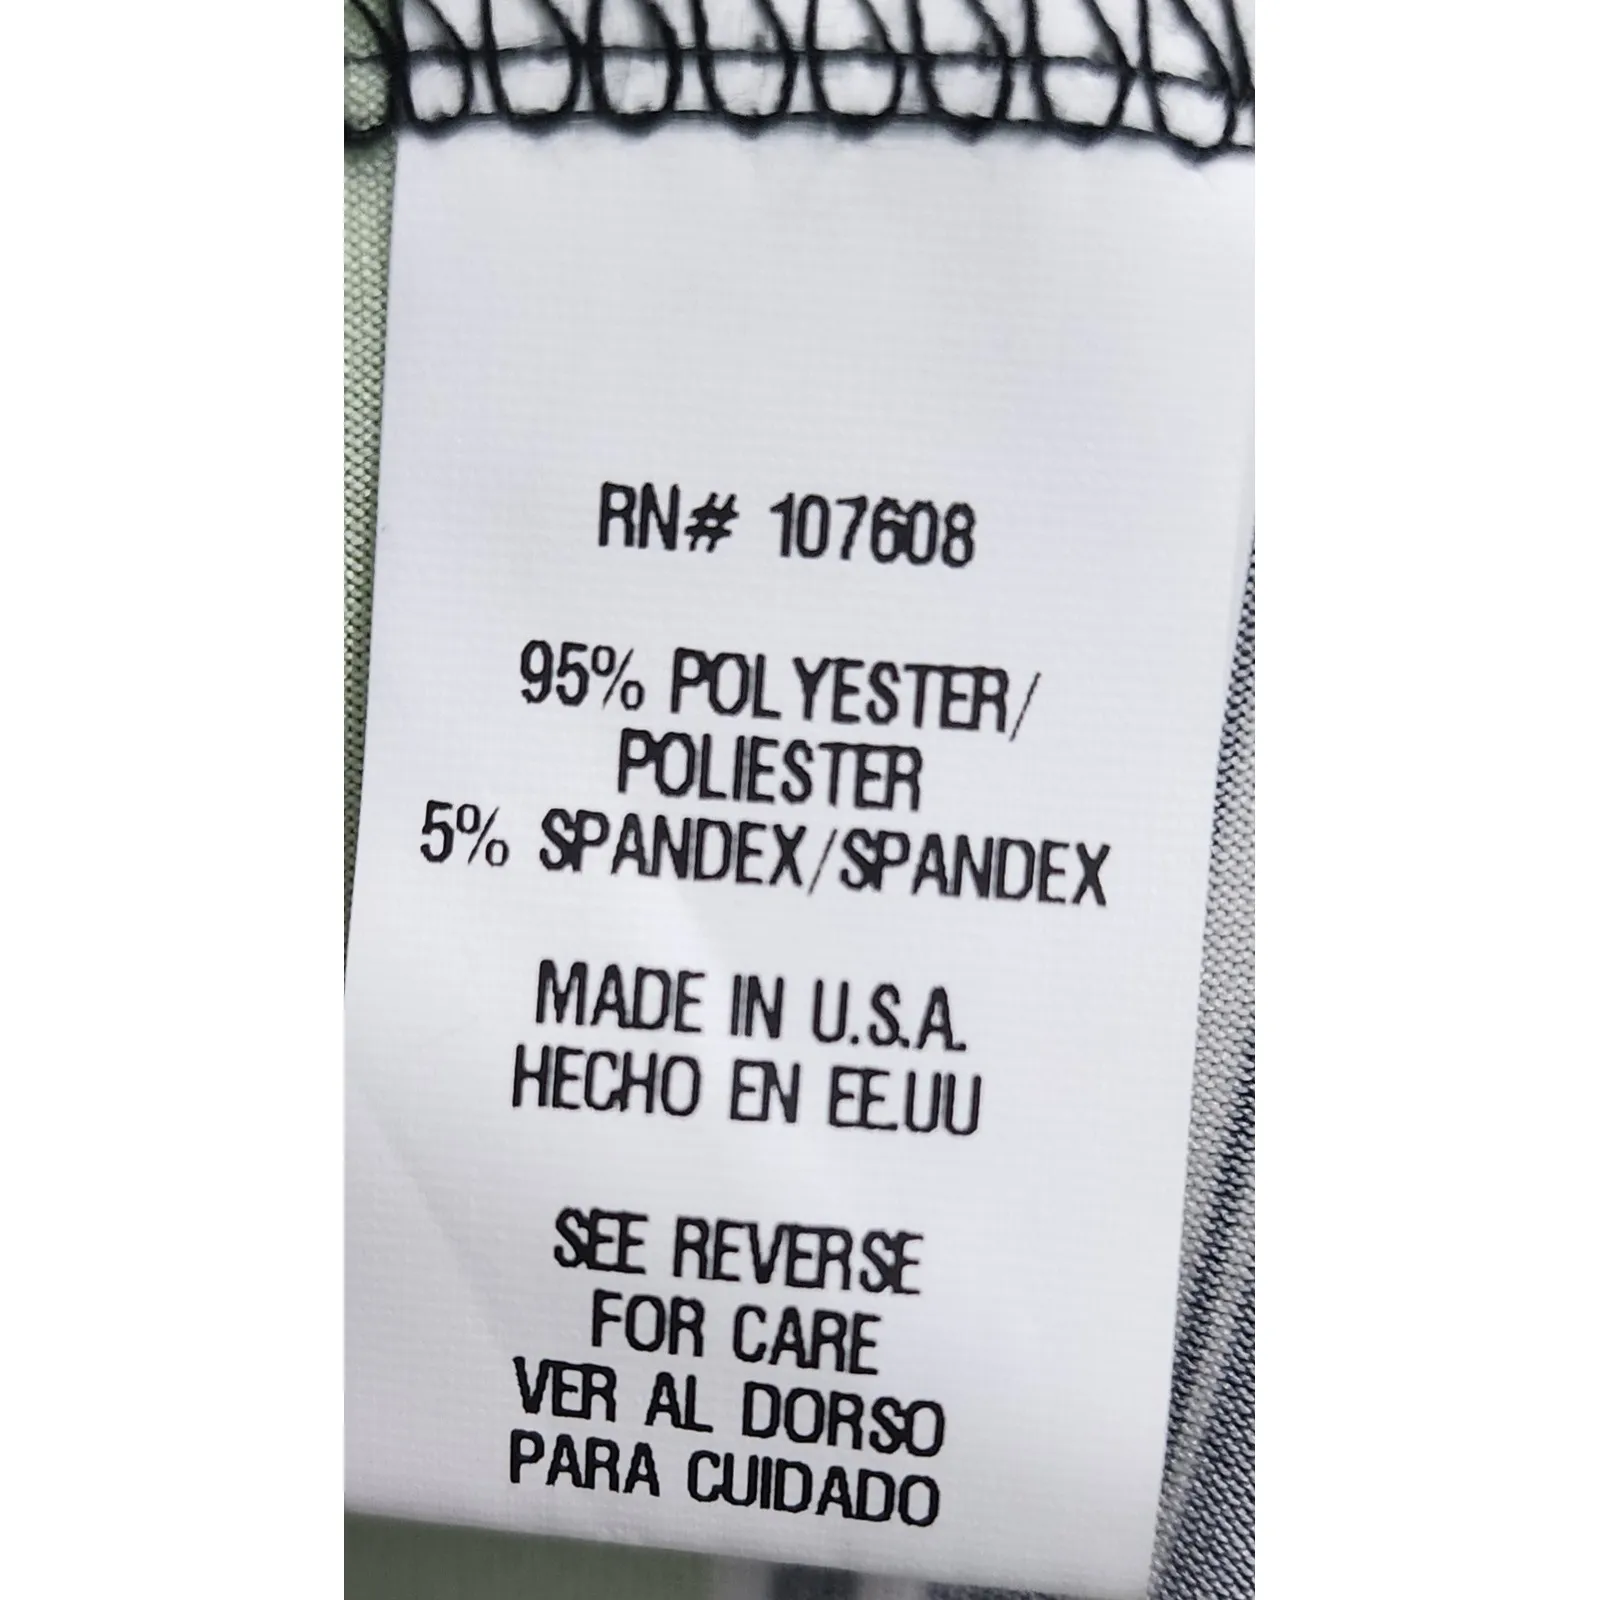 RN# 107608
95% POLYESTER/
POLIESTER
5% SPANDEX/SPANDEX
MADE IN U.S.A.
HECHO EN EE.UU
SEE REVERSE
FOR CARE
VER AL DORSO
PARA CUIDADO